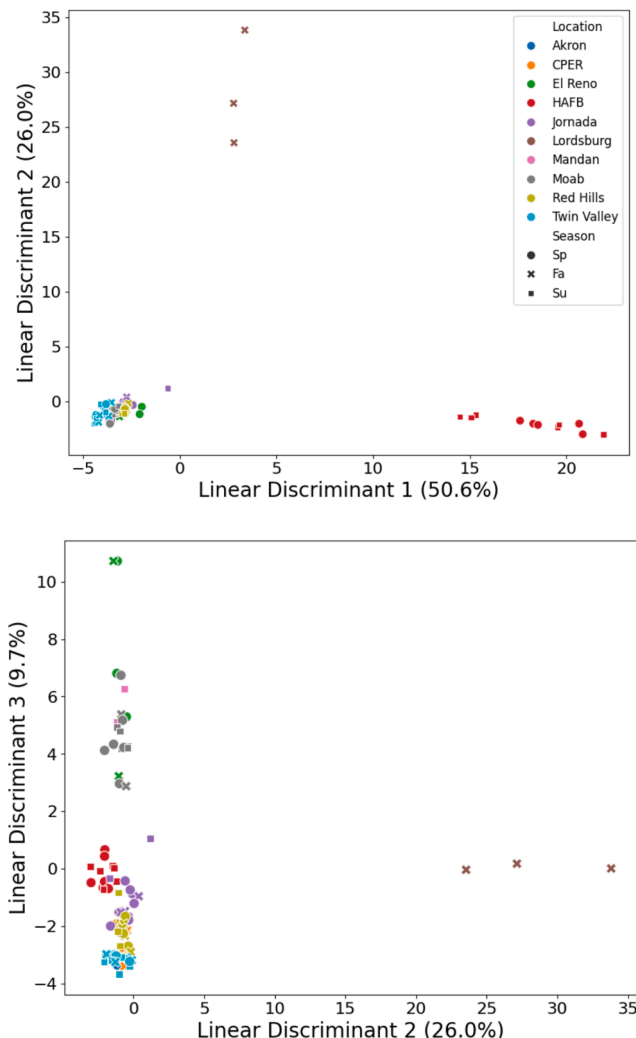 35
30
25
20
15
10
5
0
−5
0
5
10
15
20
Linear Discriminant 2 (26.0%)
Linear Discriminant 1 (50.6%)
Location
Akron
CPER
El Reno
HAFB
Jornada
Lordsburg
Mandan
Moab
Red Hills
Twin Valley
Season
Sp
Fa
Su
10
8
6
4
2
0
−2
−4
0
5
10
15
20
25
30
35
Linear Discriminant 3 (9.7%)
Linear Discriminant 2 (26.0%)